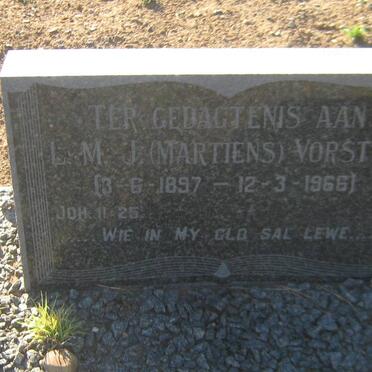 TER GEDAGTENIS AAN
L. M. J. (MARTIENS) VORST
(3-6-1897 — 12-3-1966)
JOH. 11-25.
... WIE IN MY GLO SAL LEWE...